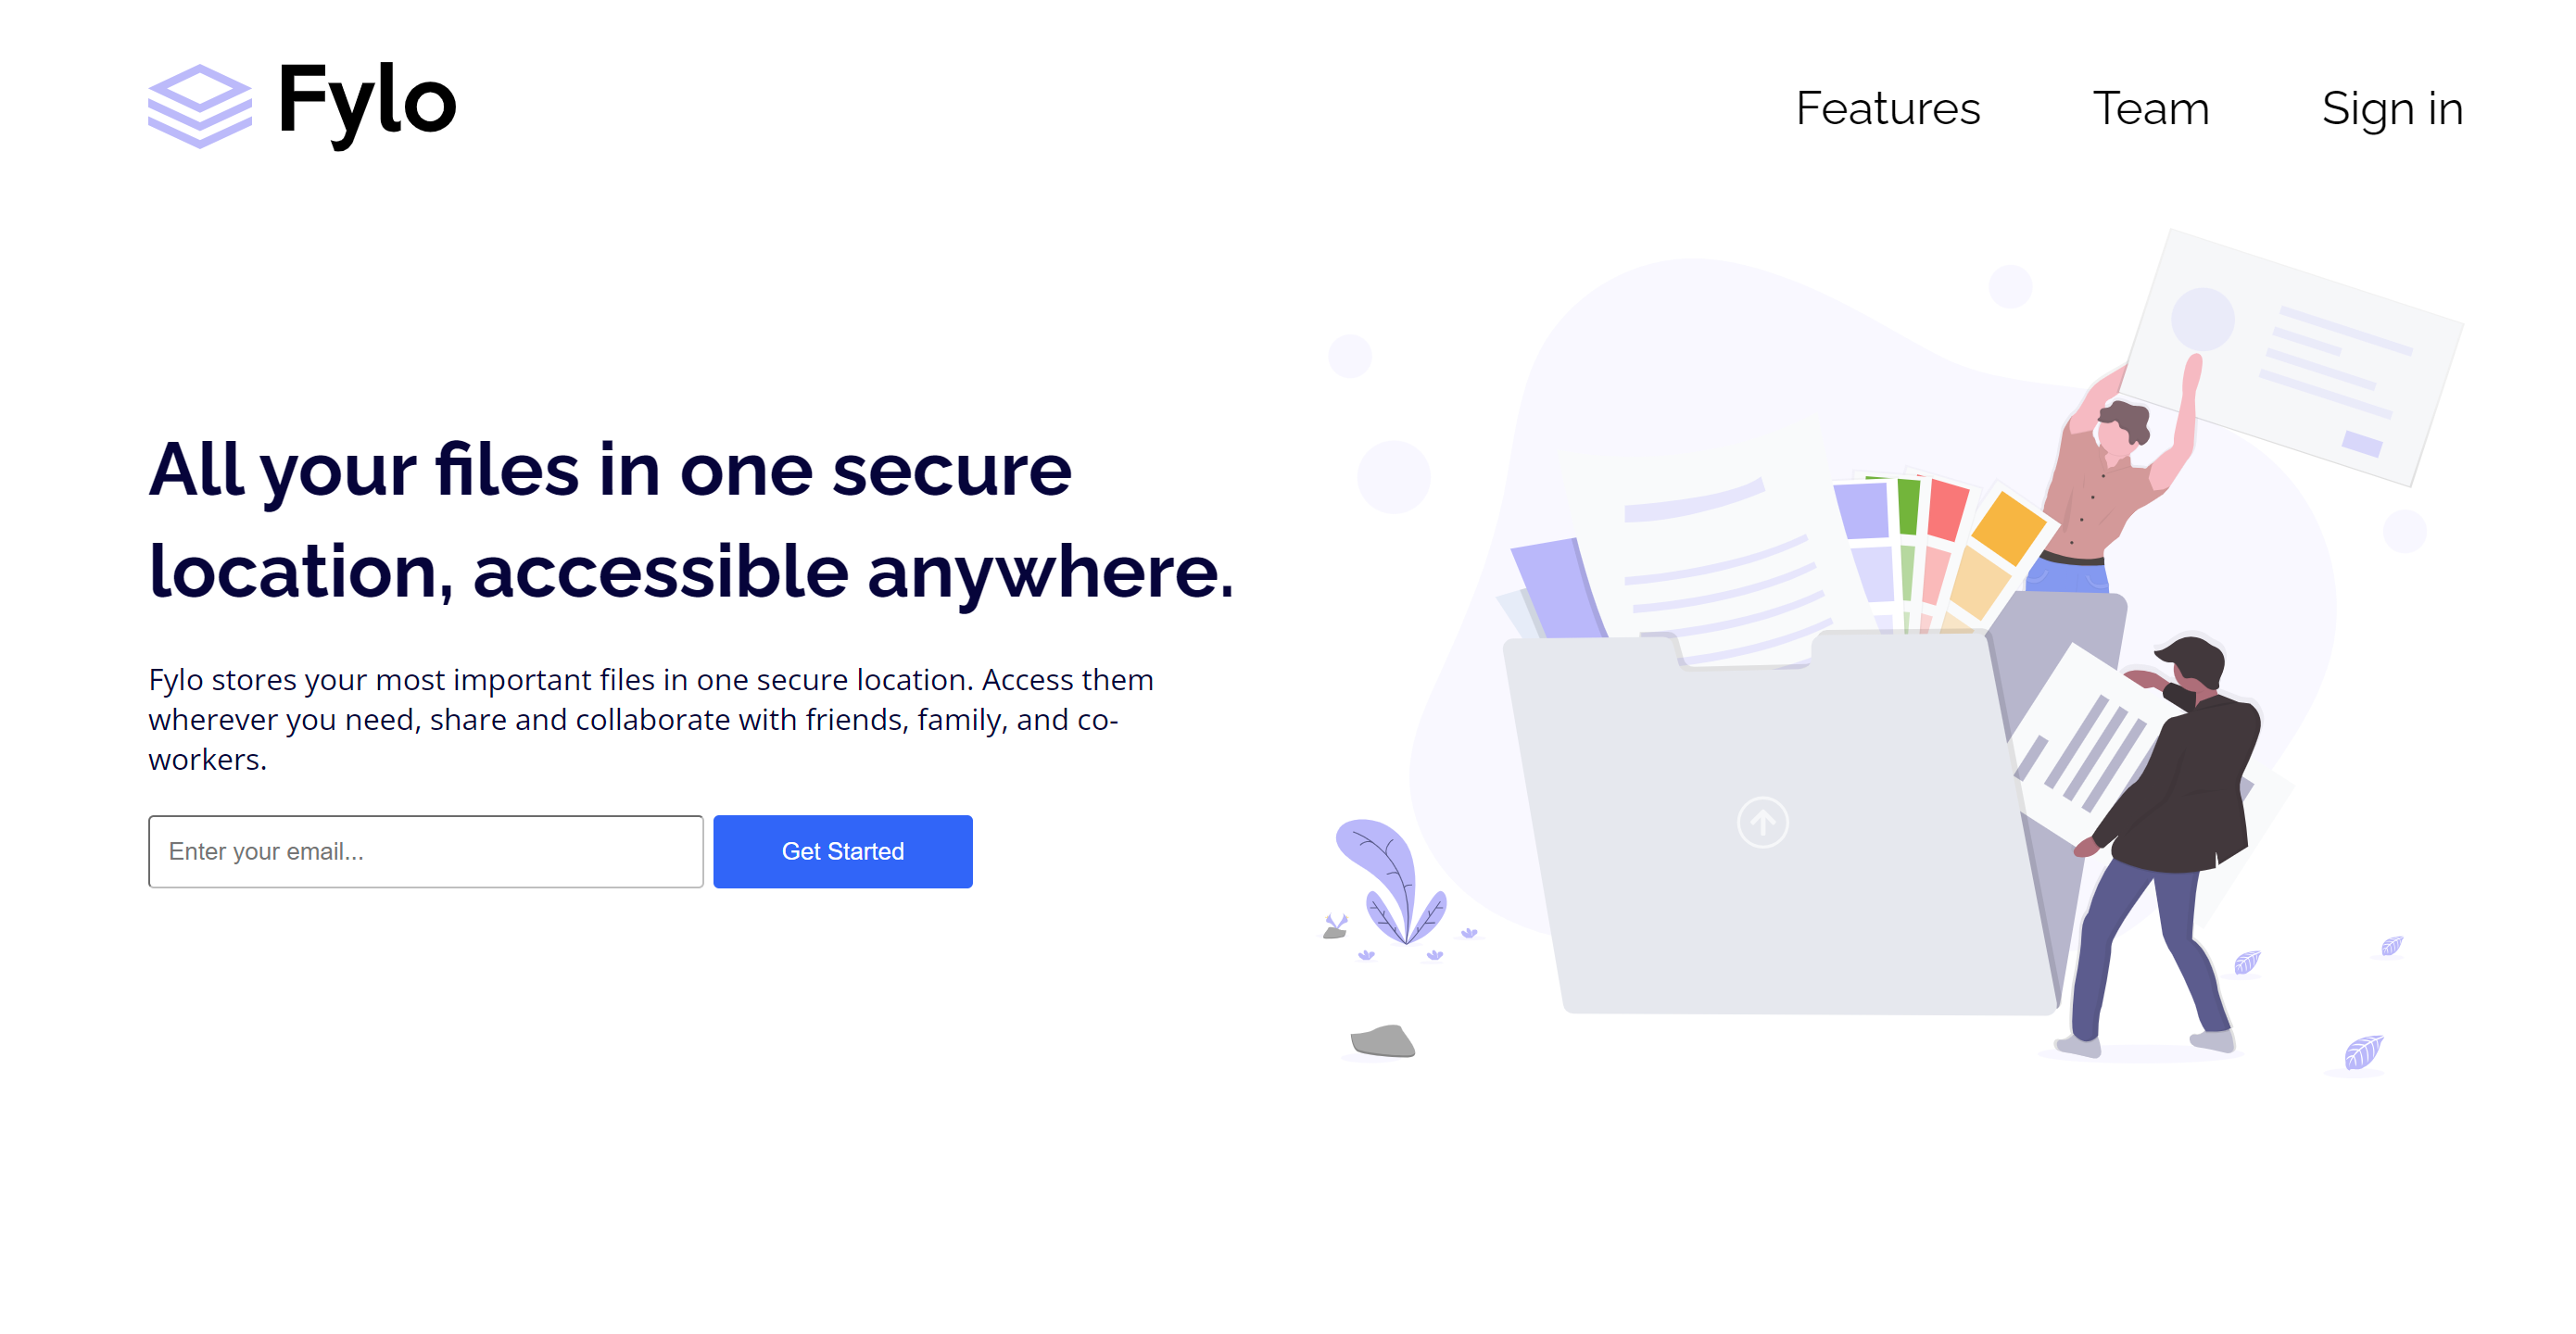 Fylo
Features
Team
Sign in
All your files in one secure
location, accessible anywhere.
Fylo stores your most important files in one secure location. Access them
wherever you need, share and collaborate with friends, family, and co-
workers.
Enter your email...
Get Started